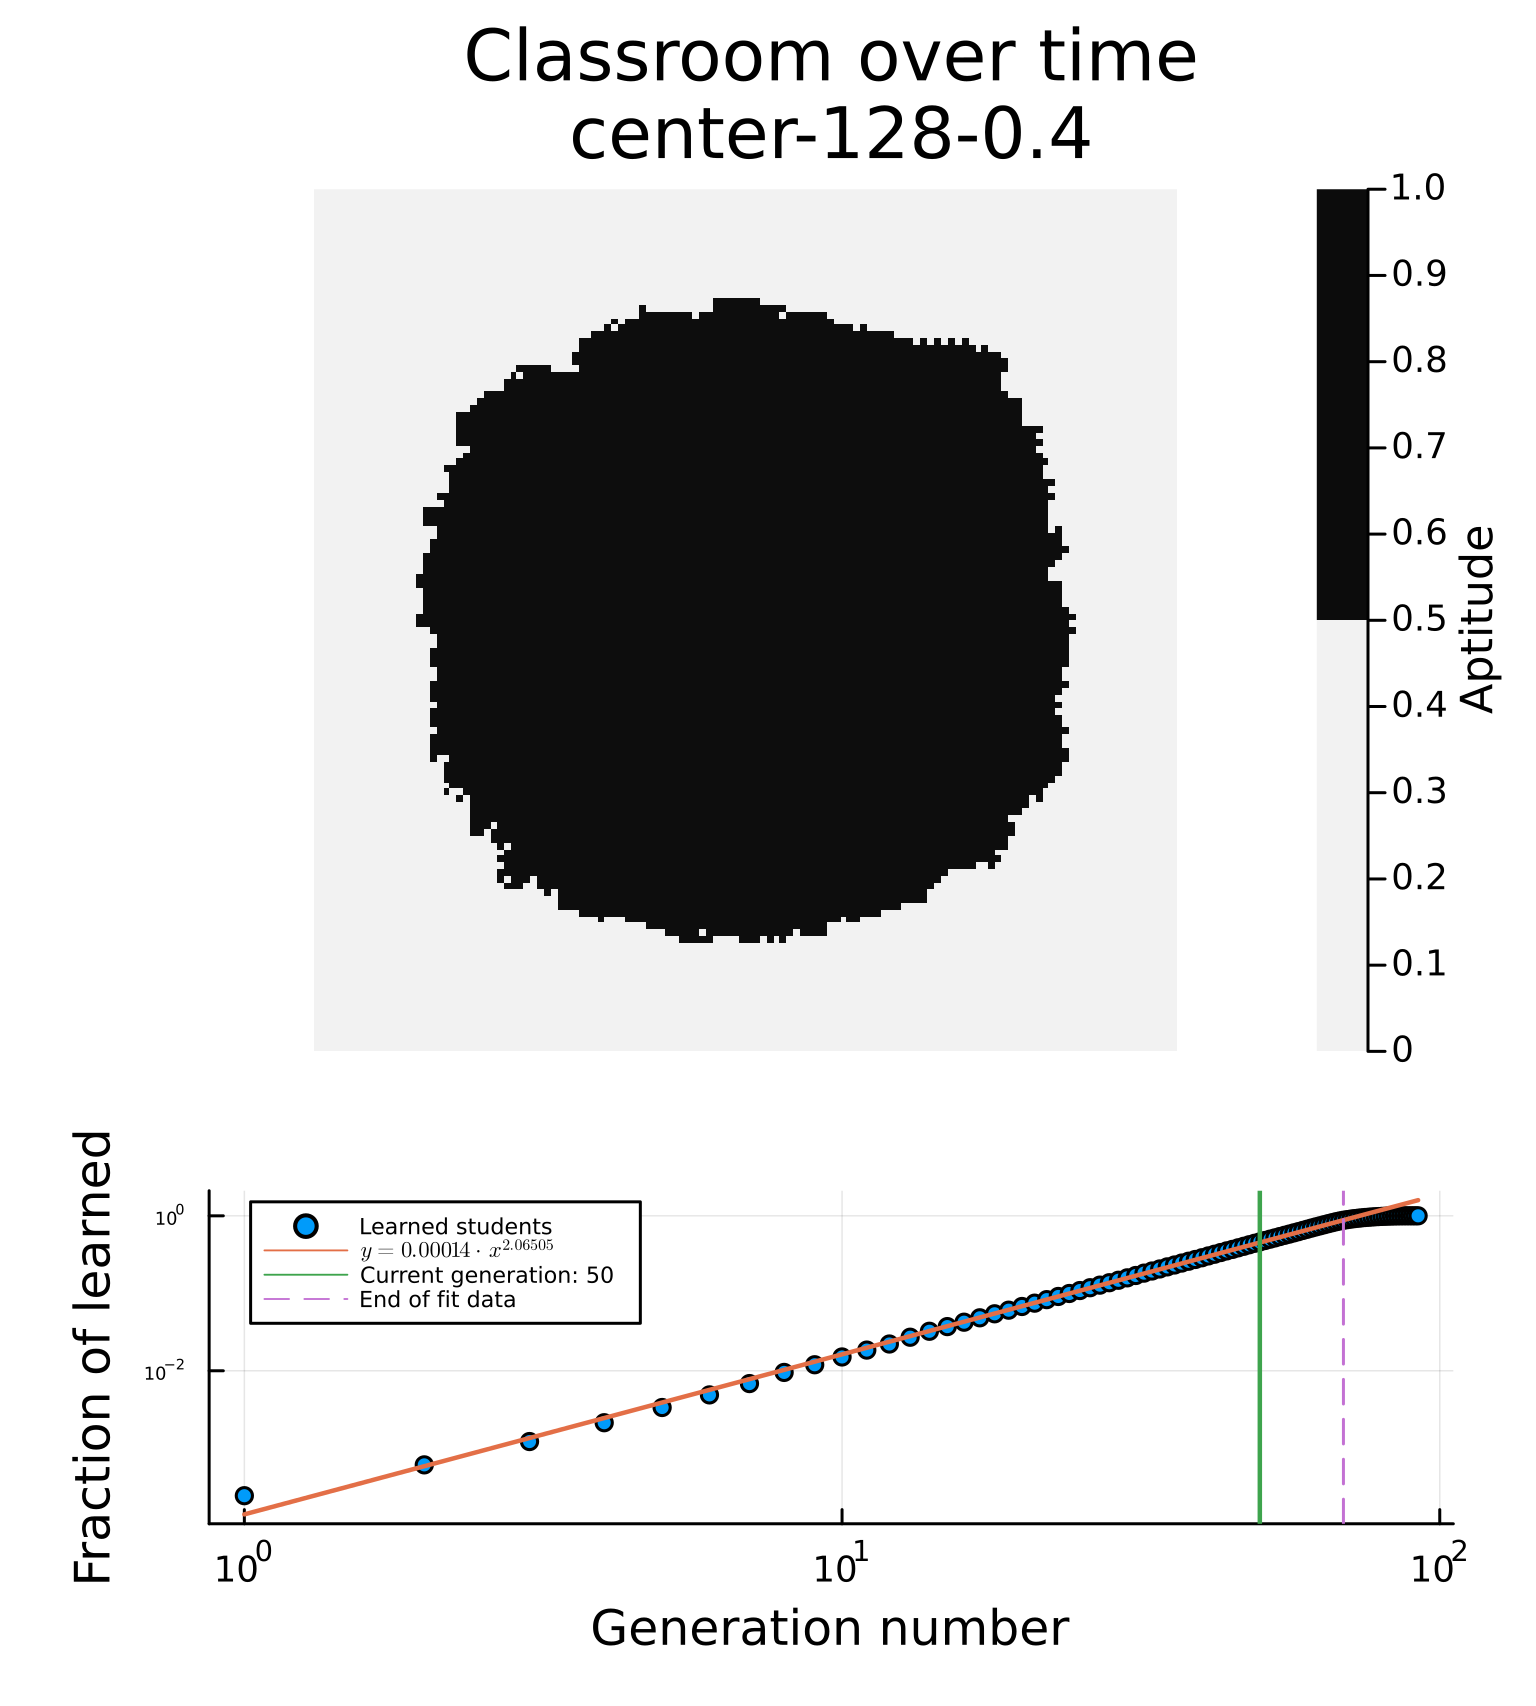 Classroom over time
center-128-0.4
1.0
0.9
0.8
0.7
0.6
0.5
0.4
0.3
0.2
0.1
0
Aptitude
Fraction of learned
10⁰
10⁻²
Learned students
y = 0.00014 · x^2.06505
Current generation: 50
End of fit data
10⁰
10¹
10²
Generation number